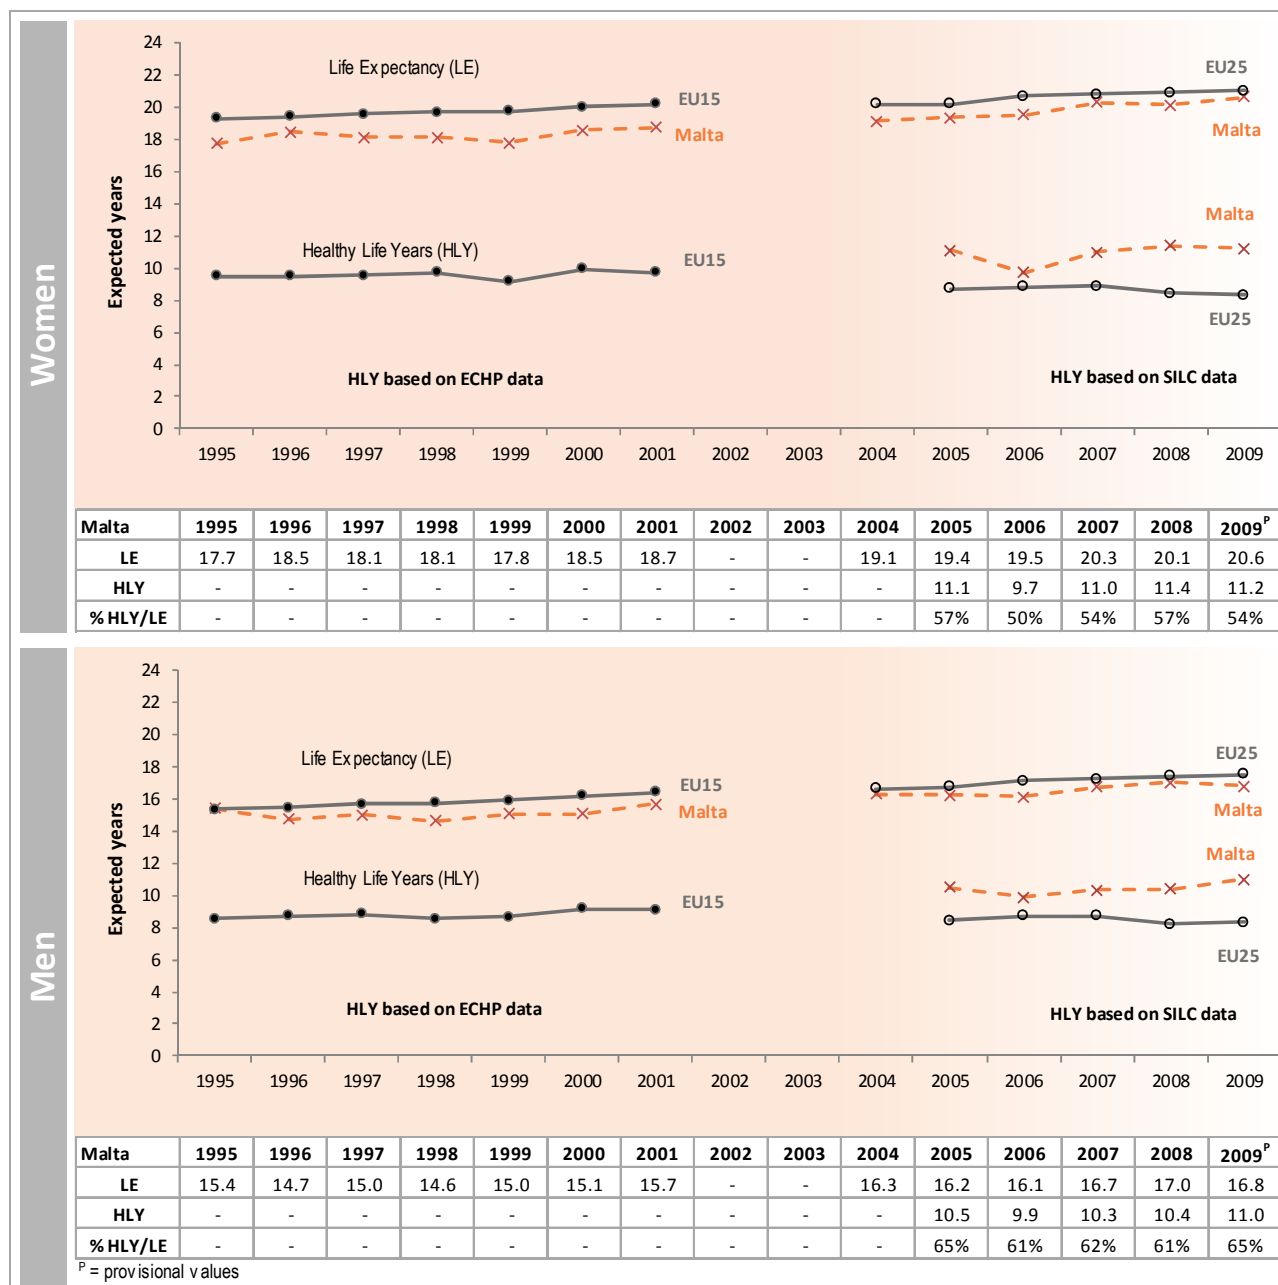 Women
24
22
20
18
16
14
12
10
8
6
4
2
0
Expected years
Life Expectancy (LE)
EU15
Malta
EU25
Malta
Healthy Life Years (HLY)
EU15
Malta
EU25
HLY based on ECHP data
HLY based on SILC data
1995 1996 1997 1998 1999 2000 2001 2002 2003 2004 2005 2006 2007 2008 2009
Malta 1995 1996 1997 1998 1999 2000 2001 2002 2003 2004 2005 2006 2007 2008 2009P
LE 17.7 18.5 18.1 18.1 17.8 18.5 18.7 - - 19.1 19.4 19.5 20.3 20.1 20.6
HLY - - - - - - - - - - 11.1 9.7 11.0 11.4 11.2
% HLY/LE - - - - - - - - - - 57% 50% 54% 57% 54%
Men
24
22
20
18
16
14
12
10
8
6
4
2
0
Expected years
Life Expectancy (LE)
EU15
Malta
EU25
Malta
Healthy Life Years (HLY)
EU15
Malta
EU25
HLY based on ECHP data
HLY based on SILC data
1995 1996 1997 1998 1999 2000 2001 2002 2003 2004 2005 2006 2007 2008 2009
Malta 1995 1996 1997 1998 1999 2000 2001 2002 2003 2004 2005 2006 2007 2008 2009P
LE 15.4 14.7 15.0 14.6 15.0 15.1 15.7 - - 16.3 16.2 16.1 16.7 17.0 16.8
HLY - - - - - - - - - - 10.5 9.9 10.3 10.4 11.0
% HLY/LE - - - - - - - - - - 65% 61% 62% 61% 65%
P = provisional values